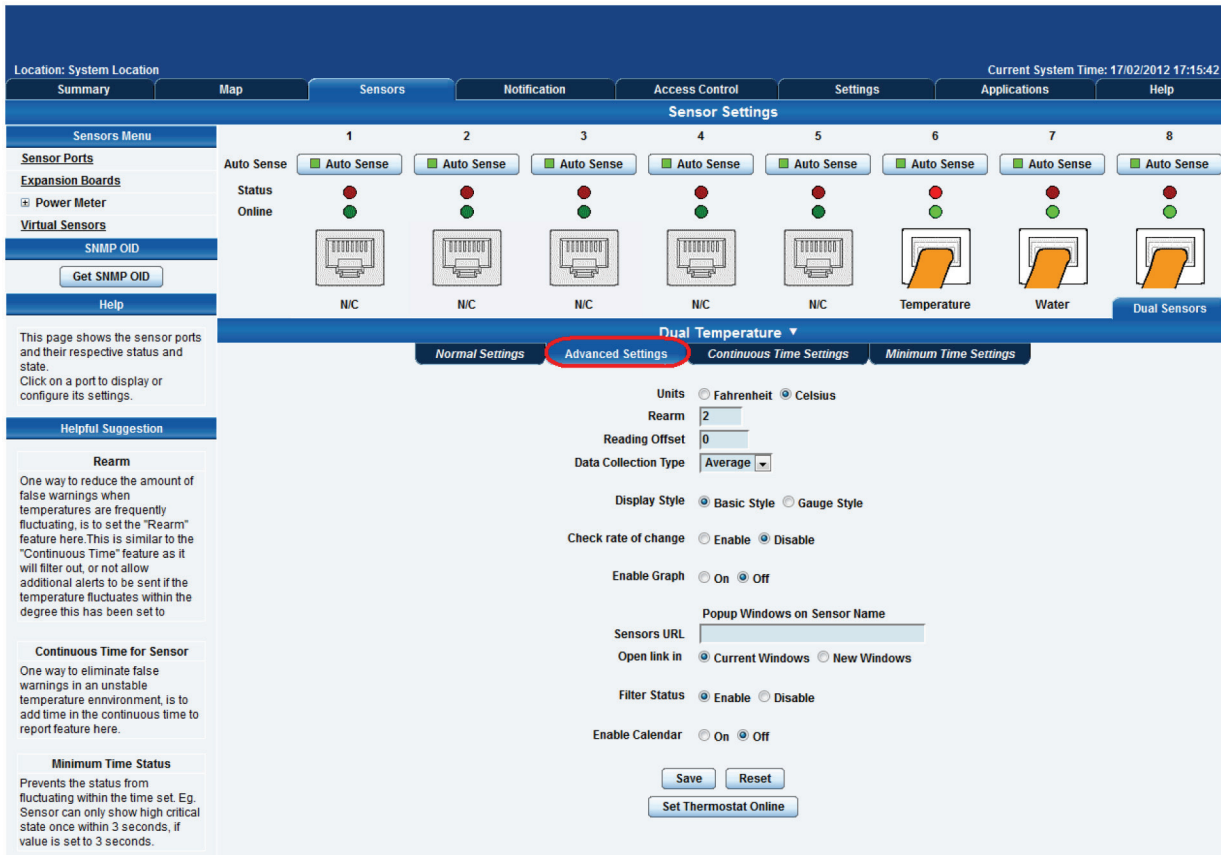 Location: System Location
Current System Time: 17/02/2012 17:15:42
Summary Map Sensors Notification Access Control Settings Applications Help
Sensor Settings
Sensors Menu
Sensor Ports
Expansion Boards
Power Meter
Virtual Sensors
SNMP OID
Get SNMP OID
Help
This page shows the sensor ports
and their respective status and
state.
Click on a port to display or
configure its settings.
Helpful Suggestion
Rearm
One way to reduce the amount of
false warnings when
temperatures are frequently
fluctuating, is to set the "Rearm"
feature here.This is similar to the
"Continuous Time" feature as it
will filter out, or not allow
additional alerts to be sent if the
temperature fluctuates within the
degree this has been set to
Continuous Time for Sensor
One way to eliminate false
warnings in an unstable
temperature ennvironment, is to
add time in the continuous time to
report feature here.
Minimum Time Status
Prevents the status from
fluctuating within the time set. Eg.
Sensor can only show high critical
state once within 3 seconds, if
value is set to 3 seconds.
1 2 3 4 5 6 7 8
Auto Sense Auto Sense Auto Sense Auto Sense Auto Sense Auto Sense Auto Sense Auto Sense Auto Sense
Status
Online
N/C N/C N/C N/C N/C Temperature Water Dual Sensors
Dual Temperature
Normal Settings Advanced Settings Continuous Time Settings Minimum Time Settings
Units Fahrenheit Celsius
Rearm 2
Reading Offset 0
Data Collection Type Average
Display Style Basic Style Gauge Style
Check rate of change Enable Disable
Enable Graph On Off
Popup Windows on Sensor Name
Sensors URL
Open link in Current Windows New Windows
Filter Status Enable Disable
Enable Calendar On Off
Save Reset
Set Thermostat Online